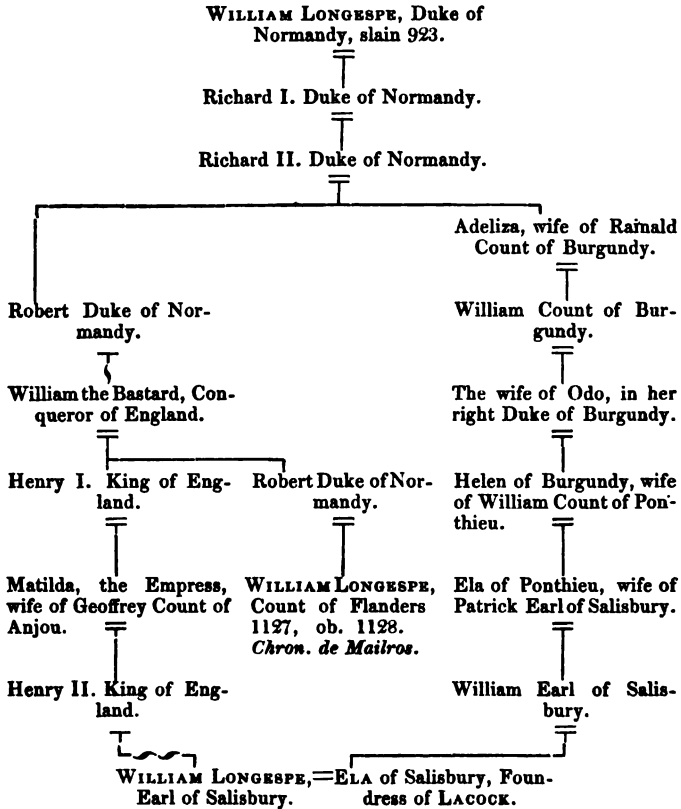 WILLIAM LONGESPE, Duke of
Normandy, slain 923.
Richard I. Duke of Normandy.
Richard II. Duke of Normandy.
Adeliza, wife of Rainald
Count of Burgundy.
Robert Duke of Nor-
mandy.
William Count of Bur-
gundy.
William the Bastard, Con-
queror of England.
The wife of Odo, in her
right Duke of Burgundy.
Henry I. King of Eng-
land.
Robert Duke of Nor-
mandy.
Helen of Burgundy, wife
of William Count of Pon-
thieu.
Matilda, the Empress,
wife of Geoffrey Count of
Anjou.
WILLIAM LONGESPE,
Count of Flanders
1127, ob. 1128.
Chron. de Mailros.
Ela of Ponthieu, wife of
Patrick Earl of Salisbury.
Henry II. King of Eng-
land.
William Earl of Salis-
bury.
WILLIAM LONGESPE,
Earl of Salisbury.
ELA of Salisbury, Foun-
dress of LACOCK.